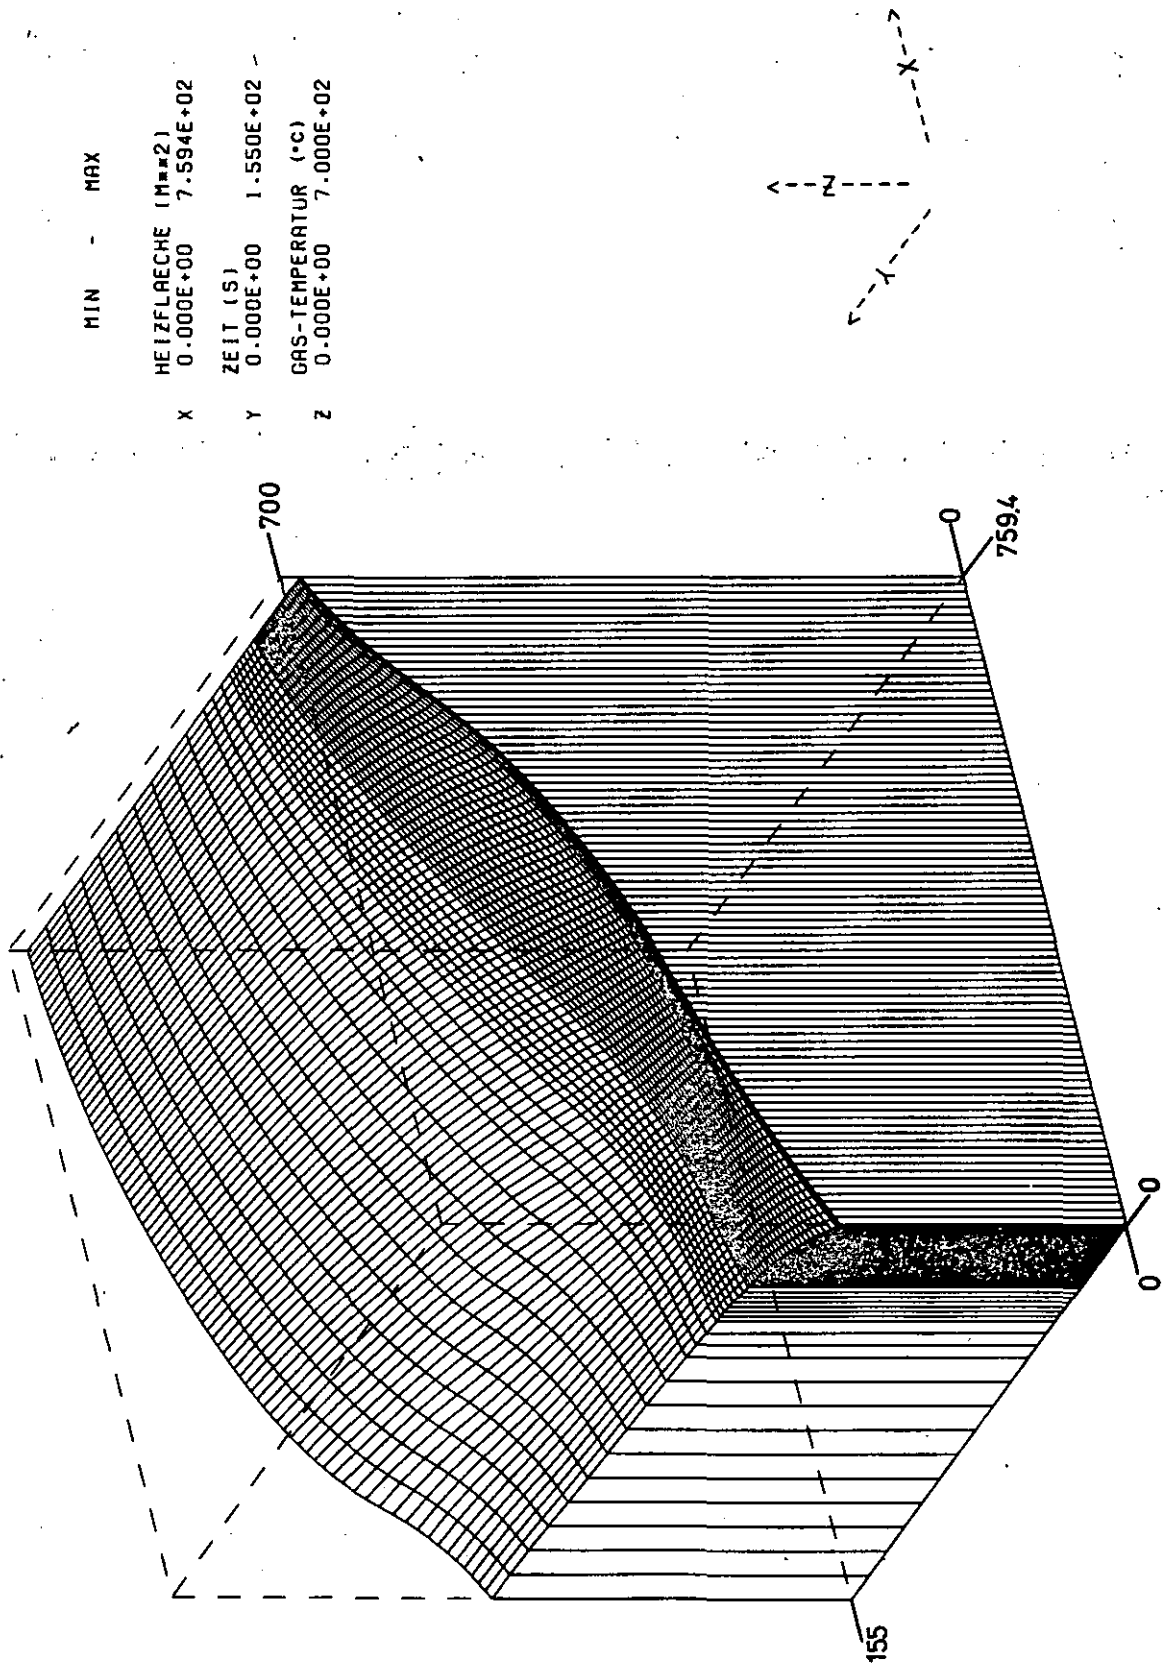 MIN - MAX
HEIZFLAECHE (M**2)
X 0.000E+00 7.594E+02
ZEIT (S)
Y 0.000E+00 1.550E+02
GAS-TEMPERATUR (°C)
Z 0.000E+00 7.000E+02
X
Z
Y
700
0
759.4
0
0
155